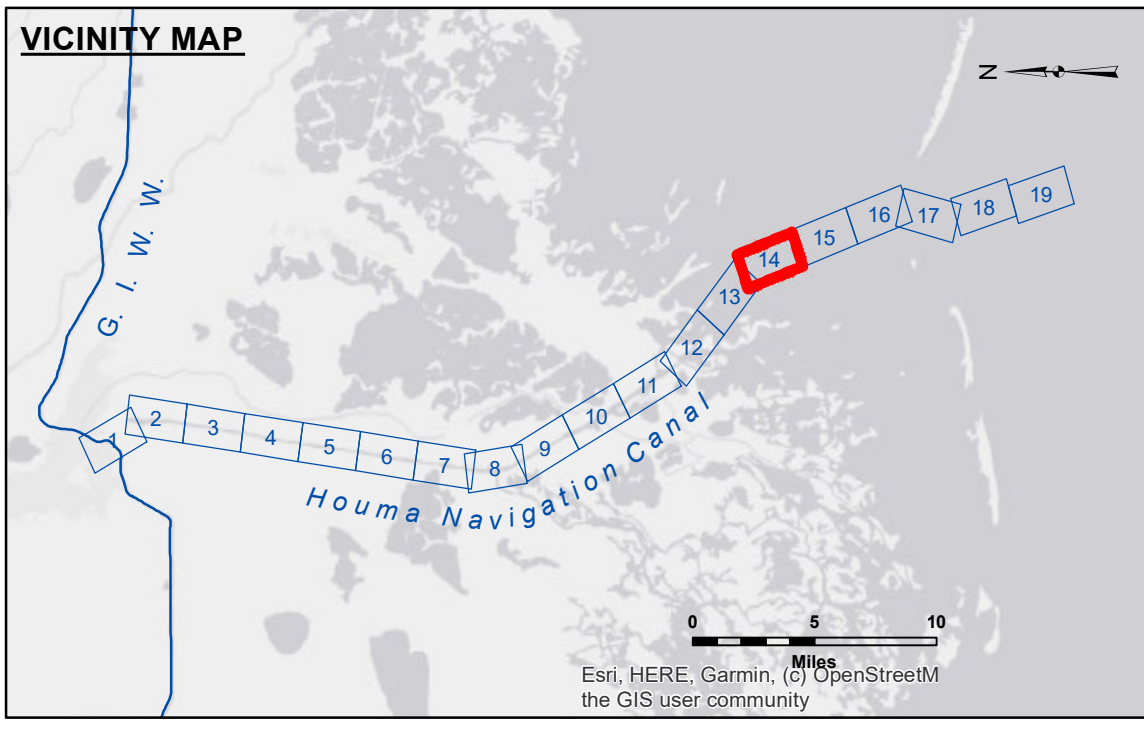 VICINITY MAP
N
G. I. W. W.
1
2
3
4
5
6
7
8
9
10
11
12
13
14
15
16
17
18
19
Houma Navigation Canal
0 5 10
Miles
Esri, HERE, Garmin, (c) OpenStreetM
the GIS user community